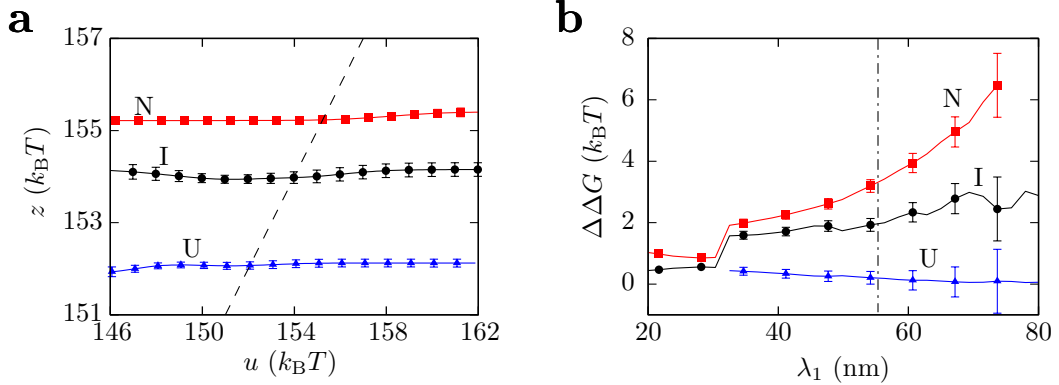 a
157
155
153
151
z (k_BT)
N
I
U
146 150 154 158 162
u (k_BT)
b
8
6
4
2
0
ΔΔG (k_BT)
N
I
U
20 40 60 80
λ₁ (nm)